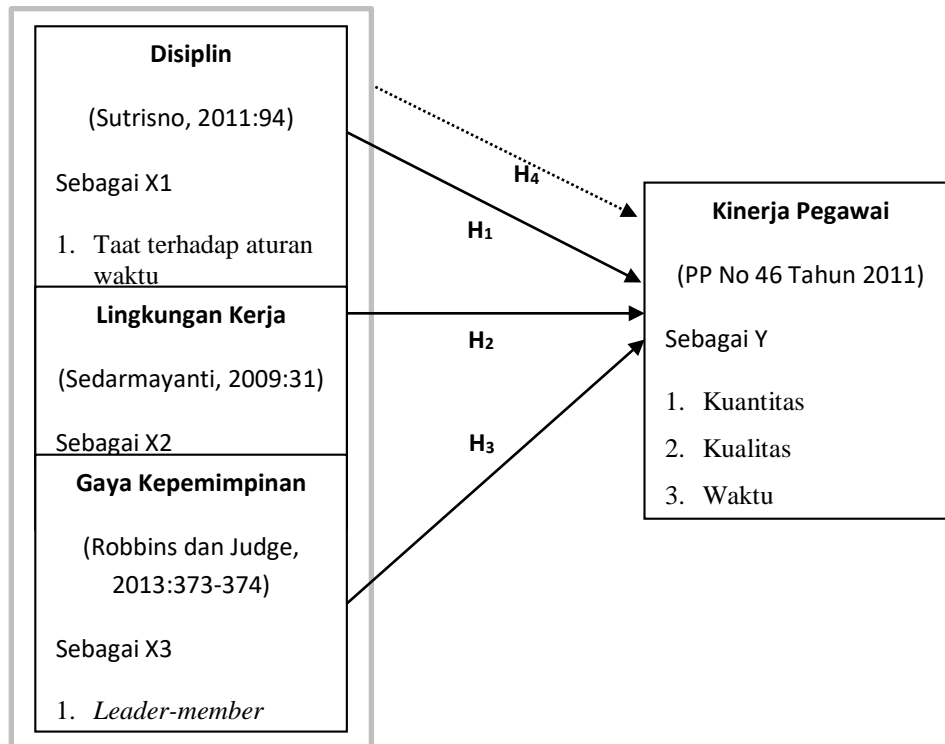 Disiplin
(Sutrisno, 2011:94)
Sebagai X1
1. Taat terhadap aturan
waktu
Lingkungan Kerja
(Sedarmayanti, 2009:31)
Sebagai X2
Gaya Kepemimpinan
(Robbins dan Judge,
2013:373-374)
Sebagai X3
1. Leader-member
H4
H1
H2
H3
Kinerja Pegawai
(PP No 46 Tahun 2011)
Sebagai Y
1. Kuantitas
2. Kualitas
3. Waktu